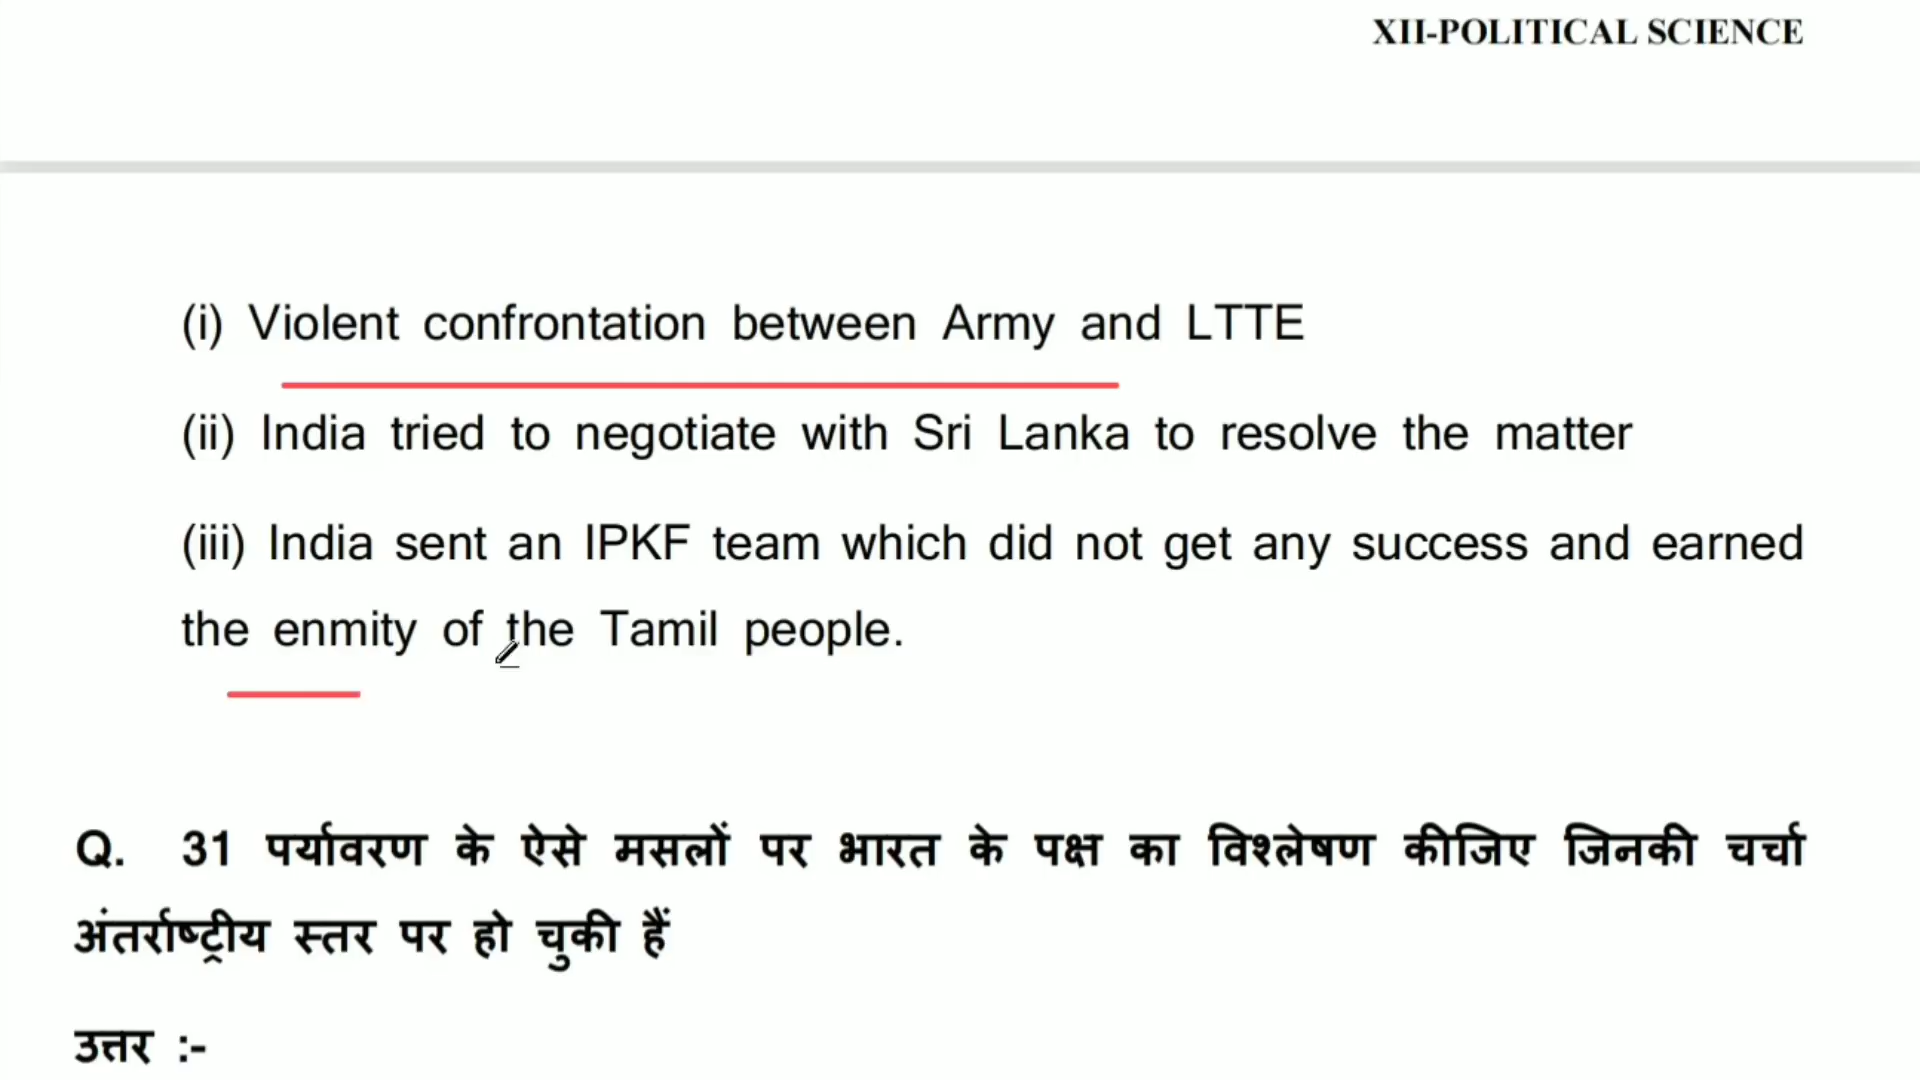 XII-POLITICAL SCIENCE
(i) Violent confrontation between Army and LTTE
(ii) India tried to negotiate with Sri Lanka to resolve the matter
(iii) India sent an IPKF team which did not get any success and earned
the enmity of the Tamil people.
Q. 31 पर्यावरण के ऐसे मसलों पर भारत के पक्ष का विश्लेषण कीजिए जिनकी चर्चा
अंतर्राष्ट्रीय स्तर पर हो चुकी हैं
उत्तर :-